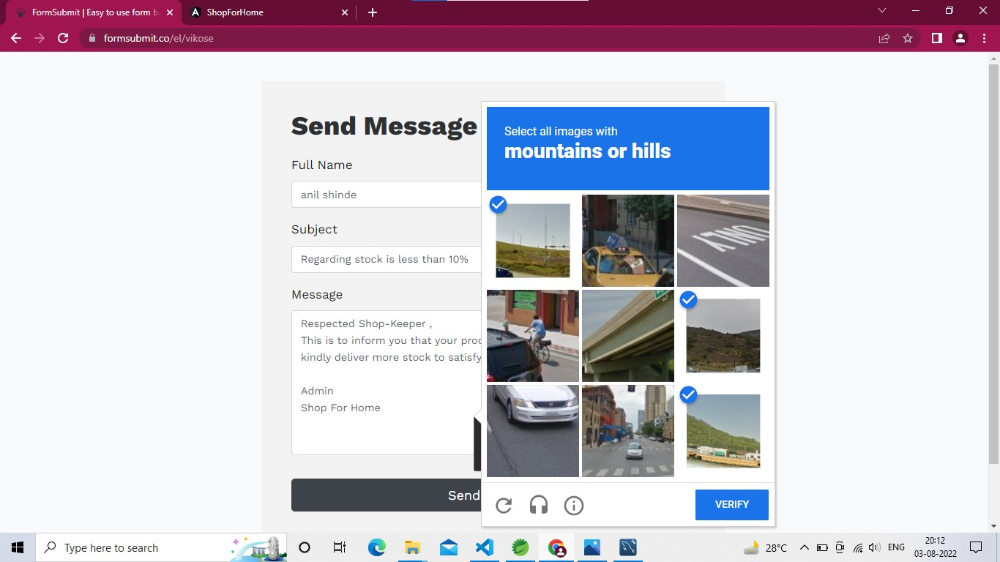 FormSubmit | Easy to use form ba
ShopForHome
formsubmit.co/el/vikose
Send Message
Full Name
anil shinde
Subject
Regarding stock is less than 10%
Message
Respected Shop-Keeper ,
This is to inform you that your prod
kindly deliver more stock to satisfy
Admin
Shop For Home
Send
Select all images with
mountains or hills
ONLY
VERIFY
Type here to search
28°C
ENG
20:12
03-08-2022